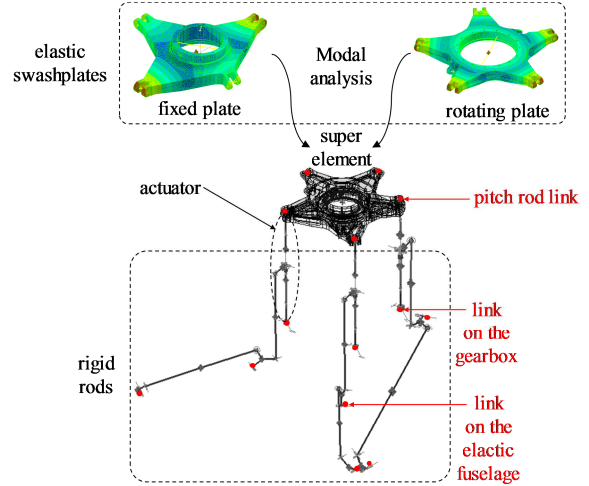 elastic
swashplates
Modal
analysis
fixed plate
rotating plate
super
element
actuator
pitch rod link
link
on the
gearbox
rigid
rods
link
on the
elactic
fuselage